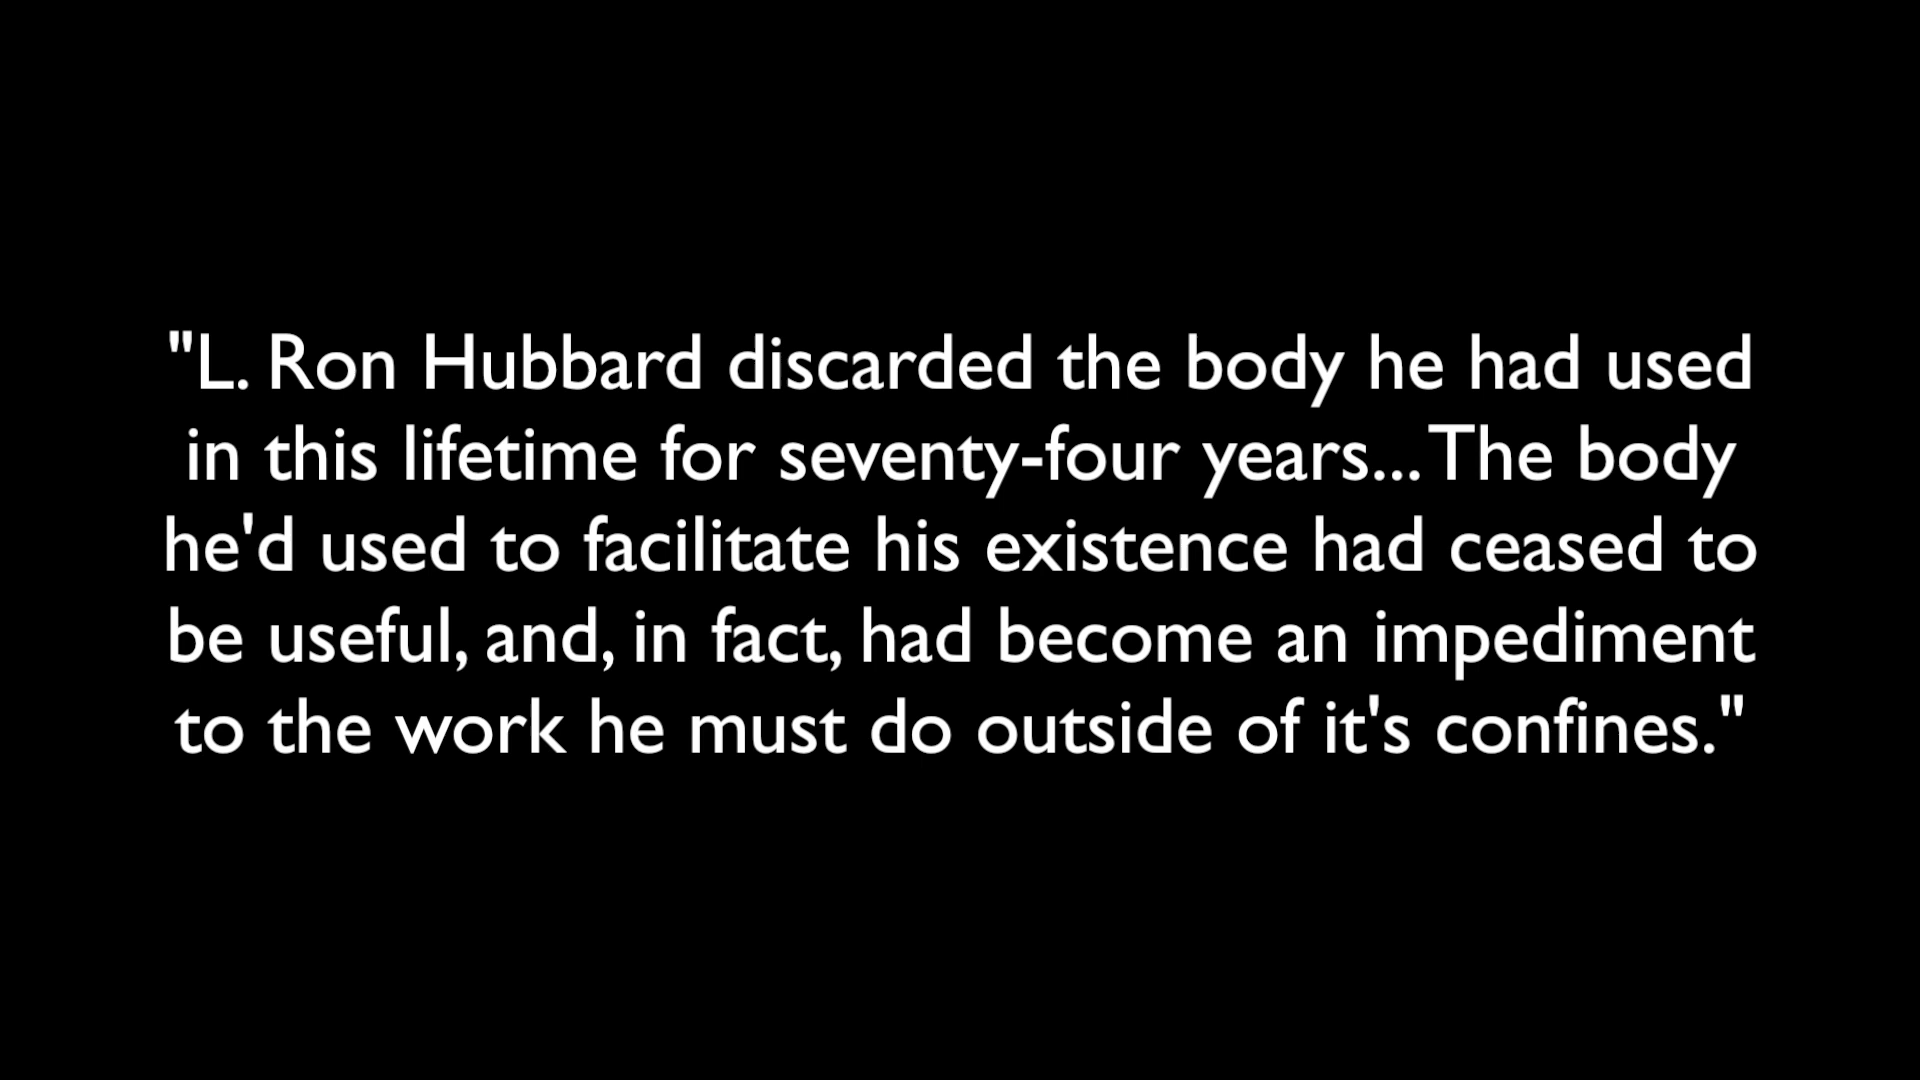 "L. Ron Hubbard discarded the body he had used
in this lifetime for seventy-four years... The body
he'd used to facilitate his existence had ceased to
be useful, and, in fact, had become an impediment
to the work he must do outside of it's confines."